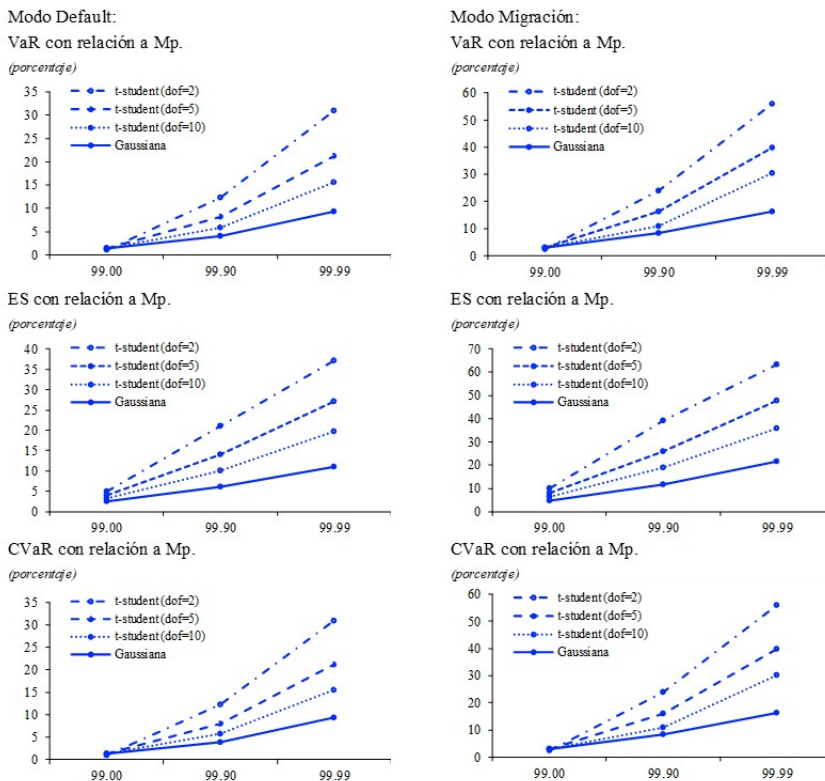 Modo Default:
VaR con relación a Mp.
(porcentaje)
35
30
25
20
15
10
5
0
t-student (dof=2)
t-student (dof=5)
t-student (dof=10)
Gaussiana
99.00 99.90 99.99
Modo Migración:
VaR con relación a Mp.
(porcentaje)
60
50
40
30
20
10
0
t-student (dof=2)
t-student (dof=5)
t-student (dof=10)
Gaussiana
99.00 99.90 99.99
ES con relación a Mp.
(porcentaje)
40
35
30
25
20
15
10
5
0
t-student (dof=2)
t-student (dof=5)
t-student (dof=10)
Gaussiana
99.00 99.90 99.99
ES con relación a Mp.
(porcentaje)
70
60
50
40
30
20
10
0
t-student (dof=2)
t-student (dof=5)
t-student (dof=10)
Gaussiana
99.00 99.90 99.99
CVaR con relación a Mp.
(porcentaje)
35
30
25
20
15
10
5
0
t-student (dof=2)
t-student (dof=5)
t-student (dof=10)
Gaussiana
99.00 99.90 99.99
CVaR con relación a Mp.
(porcentaje)
60
50
40
30
20
10
0
t-student (dof=2)
t-student (dof=5)
t-student (dof=10)
Gaussiana
99.00 99.90 99.99